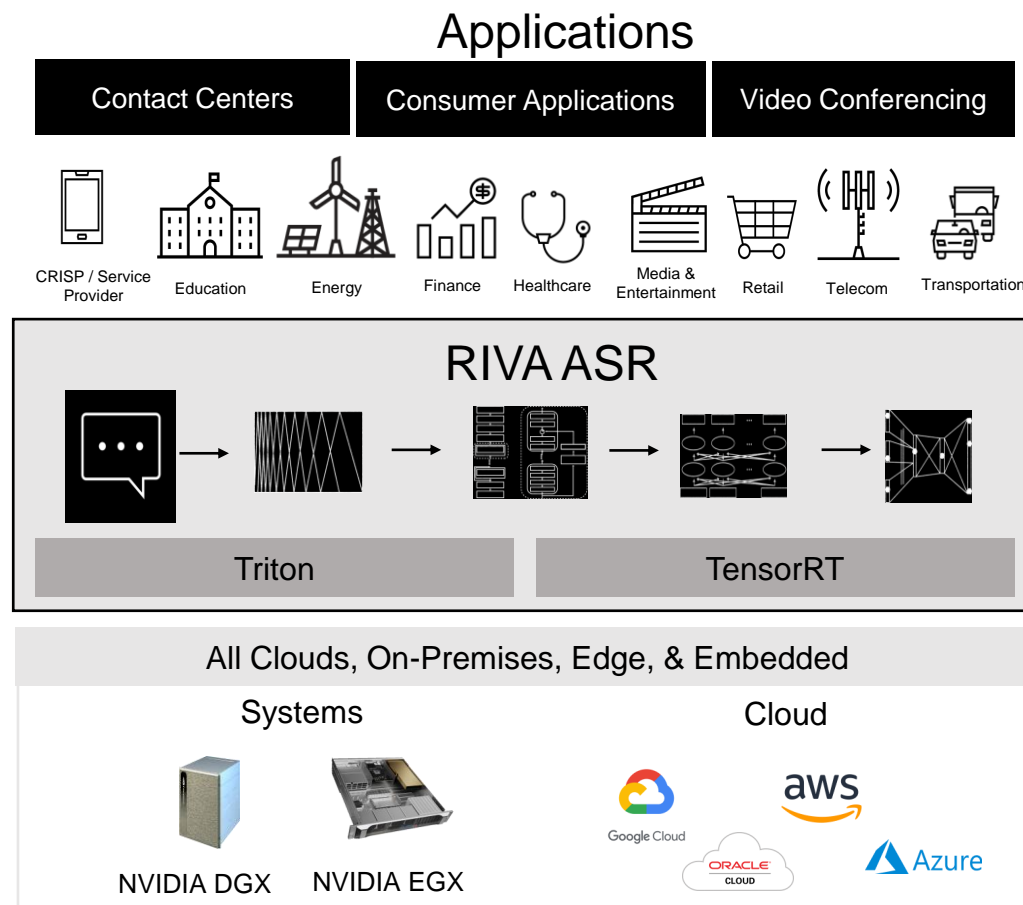 Applications
Contact Centers
Consumer Applications
Video Conferencing
CRISP / Service
Provider
Education
Energy
Finance
Healthcare
Media &
Entertainment
Retail
Telecom
Transportation
RIVA ASR
Triton
TensorRT
All Clouds, On-Premises, Edge, & Embedded
Systems
Cloud
NVIDIA DGX
NVIDIA EGX
Google Cloud
aws
ORACLE
CLOUD
Azure